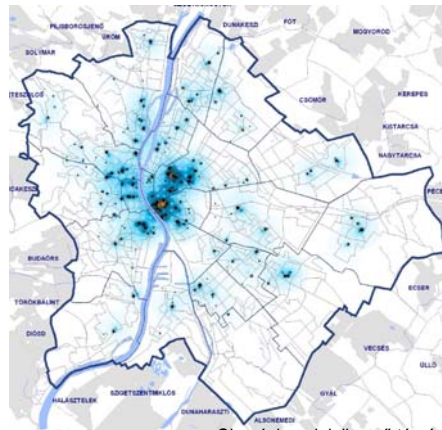 PILISBOROSJENŐ
ÜRÖM
SOLYMÁR
DUNAKESZI
FÓT
MOGYORÓD
CSÖMÖR
KEREPES
KISTARCSA
NAGYTARCSA
BUDAÖRS
TÖRÖKBÁLINT
DIÓSD
ECSER
VECSÉS
ÜLLŐ
GYÁL
HALÁSZTELEK
SZIGETSZENTMIKLÓS
DUNAHARASZTI
ALSÓNÉMEDI